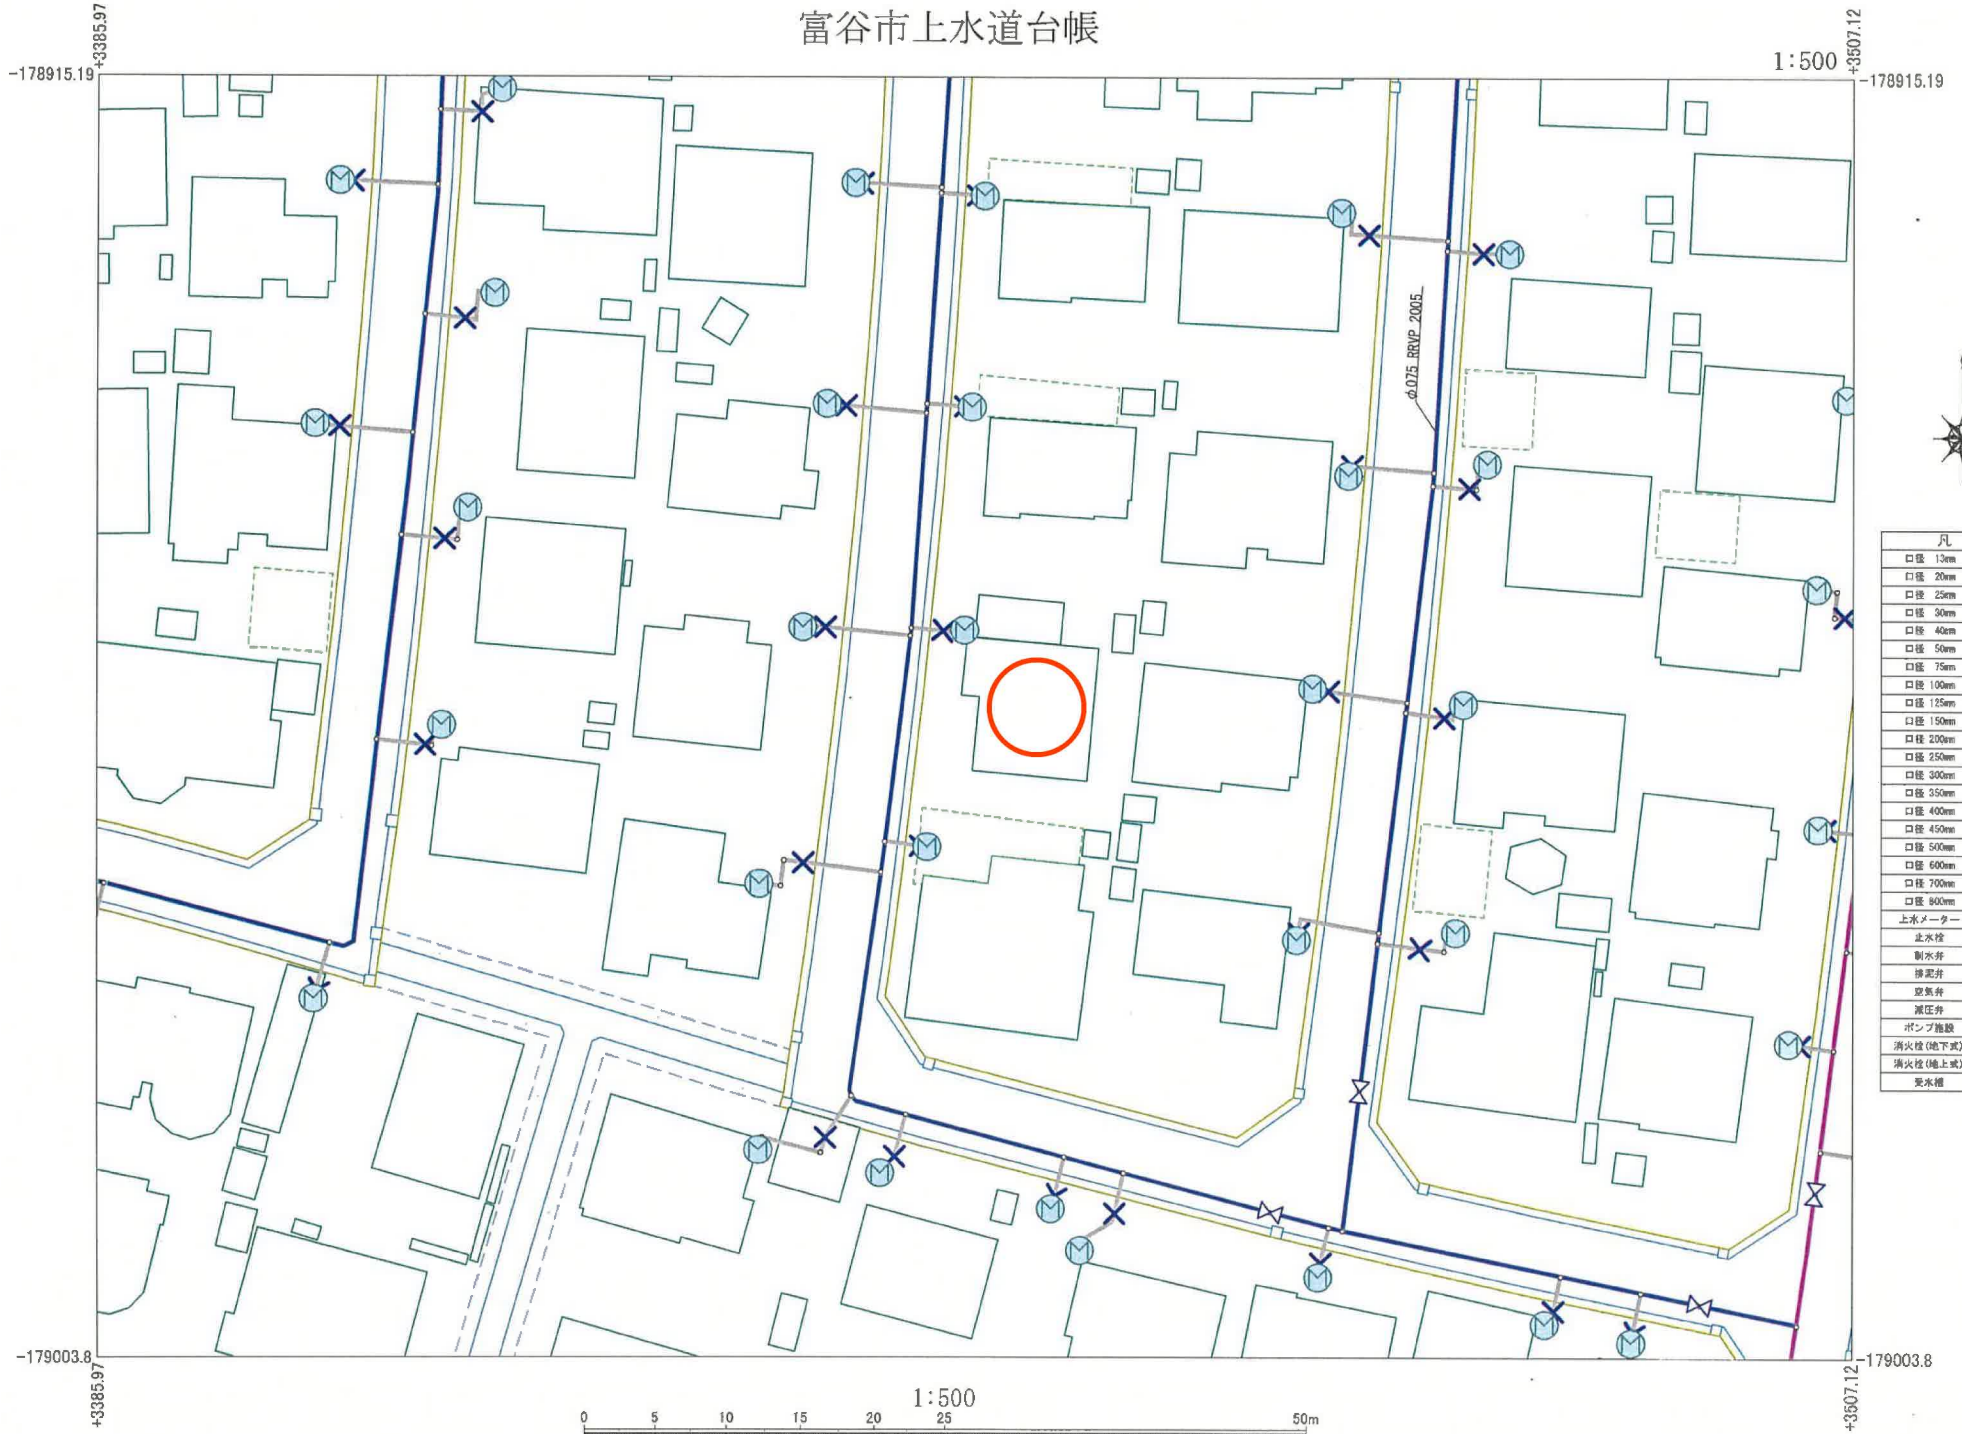 富谷市上水道台帳
1:500
+3385.97
+3507.12
-178915.19
-178915.19
φ075 RRVP 2005
凡
口径 13mm
口径 20mm
口径 25mm
口径 30mm
口径 40mm
口径 50mm
口径 75mm
口径 100mm
口径 125mm
口径 150mm
口径 200mm
口径 250mm
口径 300mm
口径 350mm
口径 400mm
口径 450mm
口径 500mm
口径 600mm
口径 700mm
口径 800mm
上水メーター
止水栓
制水弁
排泥弁
空気弁
減圧弁
ポンプ施設
消火栓(地下式)
消火栓(地上式)
受水槽
-179003.8
-179003.8
+3385.97
+3507.12
1:500
0 5 10 15 20 25 50m